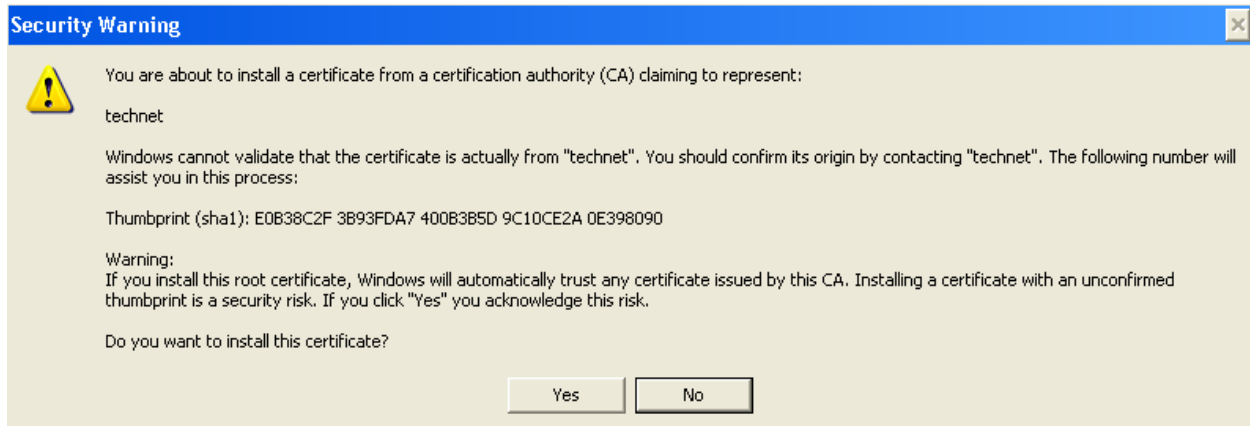 Security Warning
You are about to install a certificate from a certification authority (CA) claiming to represent:
technet
Windows cannot validate that the certificate is actually from "technet". You should confirm its origin by contacting "technet". The following number will
assist you in this process:
Thumbprint (sha1): E0B38C2F 3B93FDA7 400B3B5D 9C10CE2A 0E398090
Warning:
If you install this root certificate, Windows will automatically trust any certificate issued by this CA. Installing a certificate with an unconfirmed
thumbprint is a security risk. If you click "Yes" you acknowledge this risk.
Do you want to install this certificate?
Yes
No